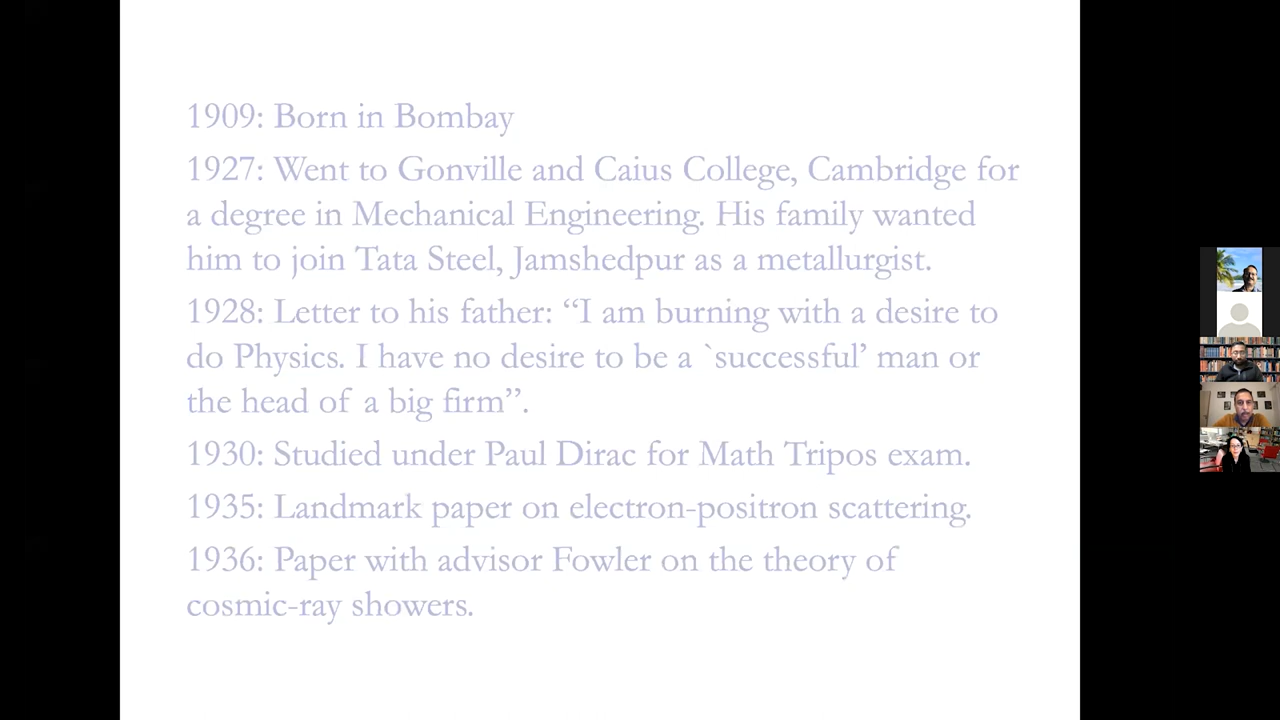 1909: Born in Bombay
1927: Went to Gonville and Caius College, Cambridge for
a degree in Mechanical Engineering. His family wanted
him to join Tata Steel, Jamshedpur as a metallurgist.
1928: Letter to his father: “I am burning with a desire to
do Physics. I have no desire to be a `successful’ man or
the head of a big firm”.
1930: Studied under Paul Dirac for Math Tripos exam.
1935: Landmark paper on electron-positron scattering.
1936: Paper with advisor Fowler on the theory of
cosmic-ray showers.